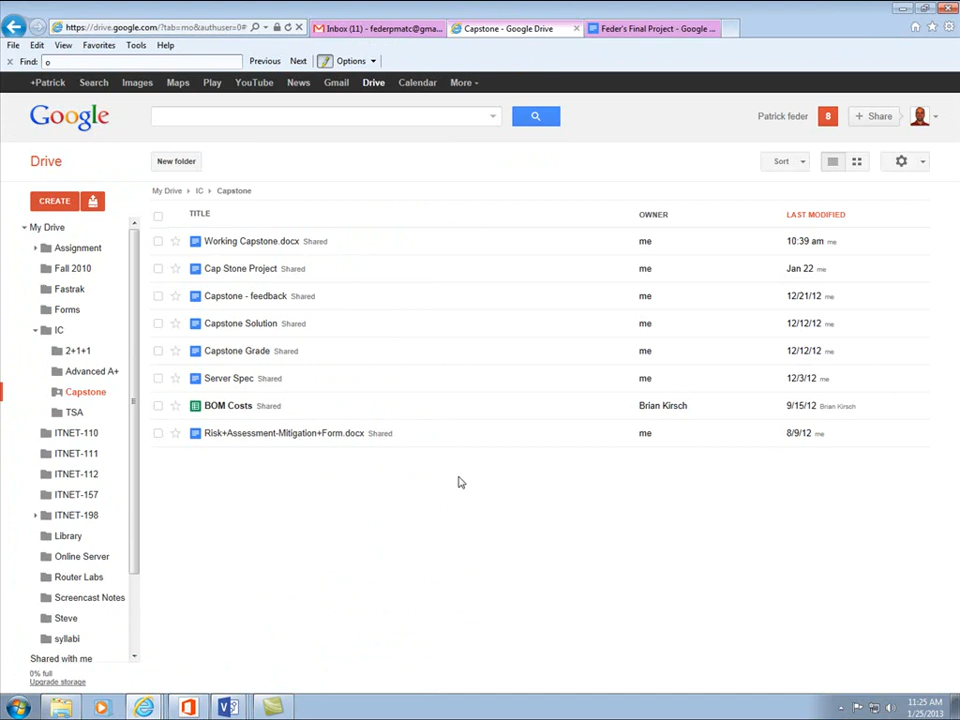 https://drive.google.com/?tab=mo&authuser=0#
Inbox (11) - federpmatc@gma...
Capstone - Google Drive
Feder's Final Project - Google ...
File Edit View Favorites Tools Help
Find: o Previous Next Options
+Patrick Search Images Maps Play YouTube News Gmail Drive Calendar More
Google Patrick feder 8 + Share
Drive New folder Sort
CREATE My Drive › IC › Capstone
TITLE OWNER LAST MODIFIED
Working Capstone.docx Shared me 10:39 am me
Cap Stone Project Shared me Jan 22 me
Capstone - feedback Shared me 12/21/12 me
Capstone Solution Shared me 12/12/12 me
Capstone Grade Shared me 12/12/12 me
Server Spec Shared me 12/3/12 me
BOM Costs Shared Brian Kirsch 9/15/12 Brian Kirsch
Risk+Assessment-Mitigation+Form.docx Shared me 8/9/12 me
My Drive
Assignment
Fall 2010
Fastrak
Forms
IC
2+1+1
Advanced A+
Capstone
TSA
ITNET-110
ITNET-111
ITNET-112
ITNET-157
ITNET-198
Library
Online Server
Router Labs
Screencast Notes
Steve
syllabi
Shared with me
0% full
Upgrade storage
11:25 AM
1/25/2013